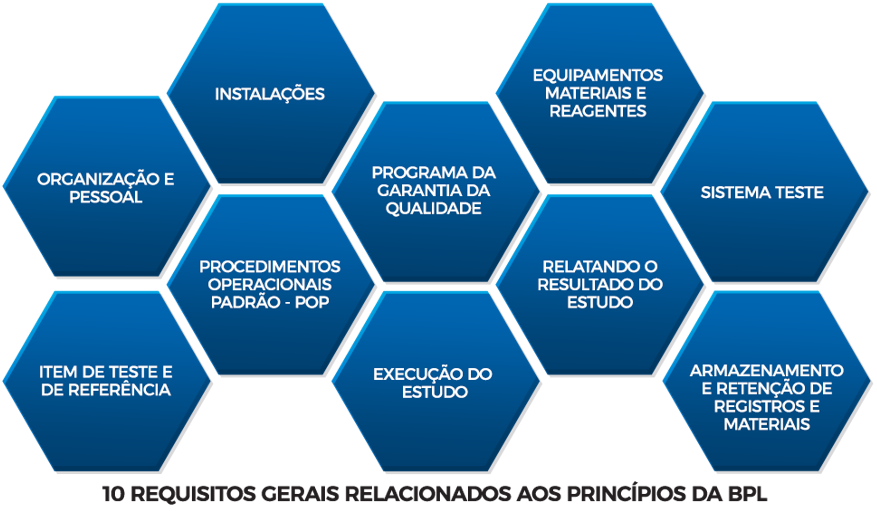 INSTALAÇÕES
EQUIPAMENTOS
MATERIAIS E
REAGENTES
ORGANIZAÇÃO E
PESSOAL
PROGRAMA DA
GARANTIA DA
QUALIDADE
SISTEMA TESTE
PROCEDIMENTOS
OPERACIONAIS
PADRÃO - POP
RELATANDO O
RESULTADO DO
ESTUDO
ITEM DE TESTE E
DE REFERÊNCIA
EXECUÇÃO DO
ESTUDO
ARMAZENAMENTO
E RETENÇÃO DE
REGISTROS E
MATERIAIS
10 REQUISITOS GERAIS RELACIONADOS AOS PRINCÍPIOS DA BPL